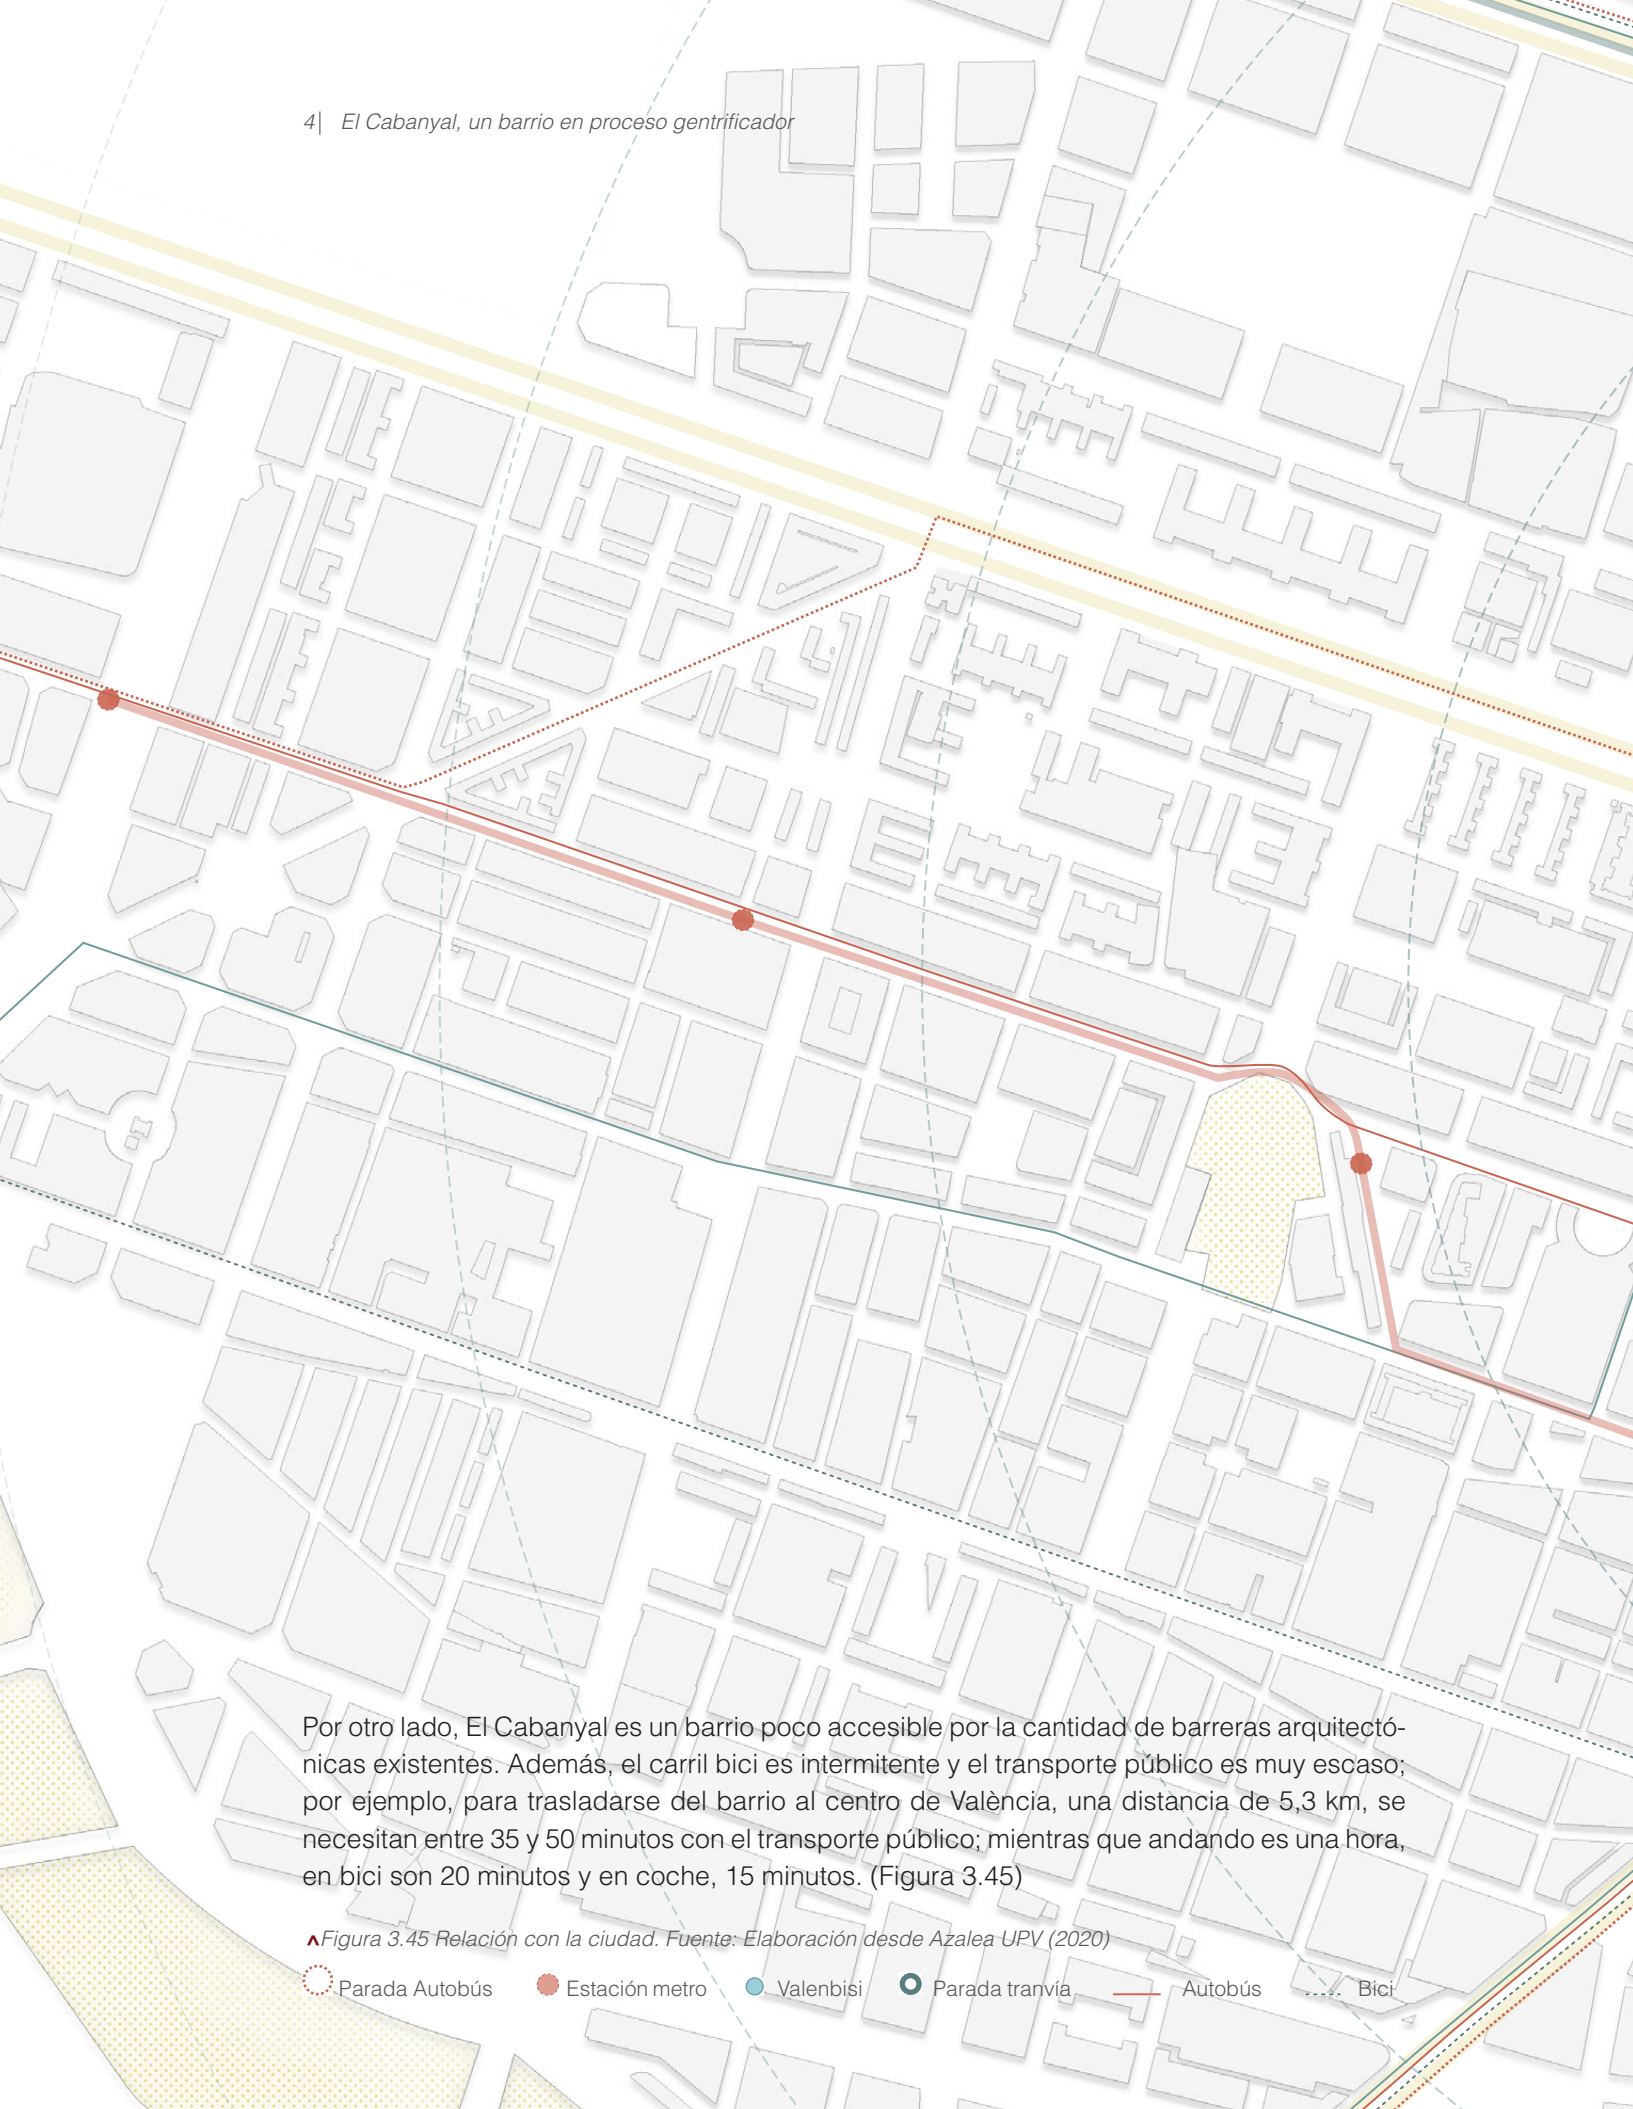 4| El Cabanyal, un barrio en proceso gentrificador
Por otro lado, El Cabanyal es un barrio poco accesible por la cantidad de barreras arquitectó-
nicas existentes. Además, el carril bici es intermitente y el transporte público es muy escaso;
por ejemplo, para trasladarse del barrio al centro de València, una distancia de 5,3 km, se
necesitan entre 35 y 50 minutos con el transporte público; mientras que andando es una hora,
en bici son 20 minutos y en coche, 15 minutos. (Figura 3.45)
^Figura 3.45 Relación con la ciudad. Fuente: Elaboración desde Azalea UPV (2020)
Parada Autobús Estación metro Valenbisi Parada tranvía Autobús Bici